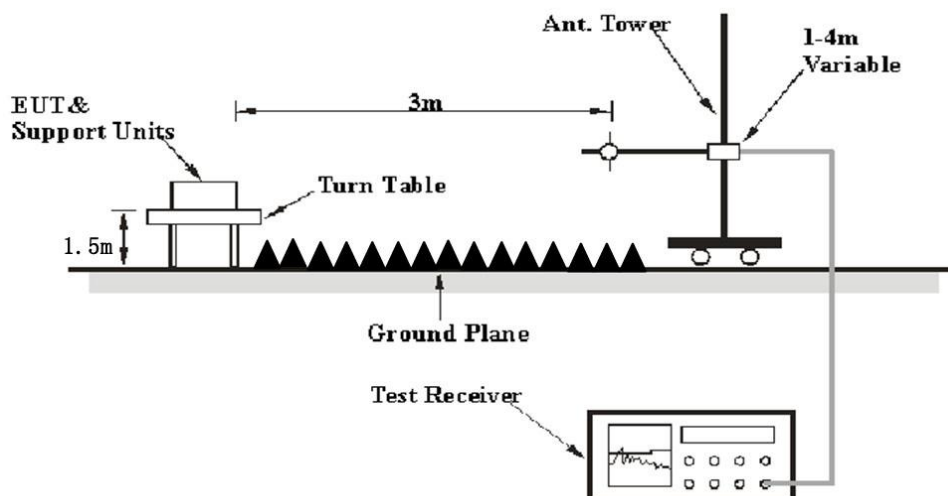 Ant. Tower
1-4m
Variable
3m
EUT&
Support Units
Turn Table
1.5m
Ground Plane
Test Receiver